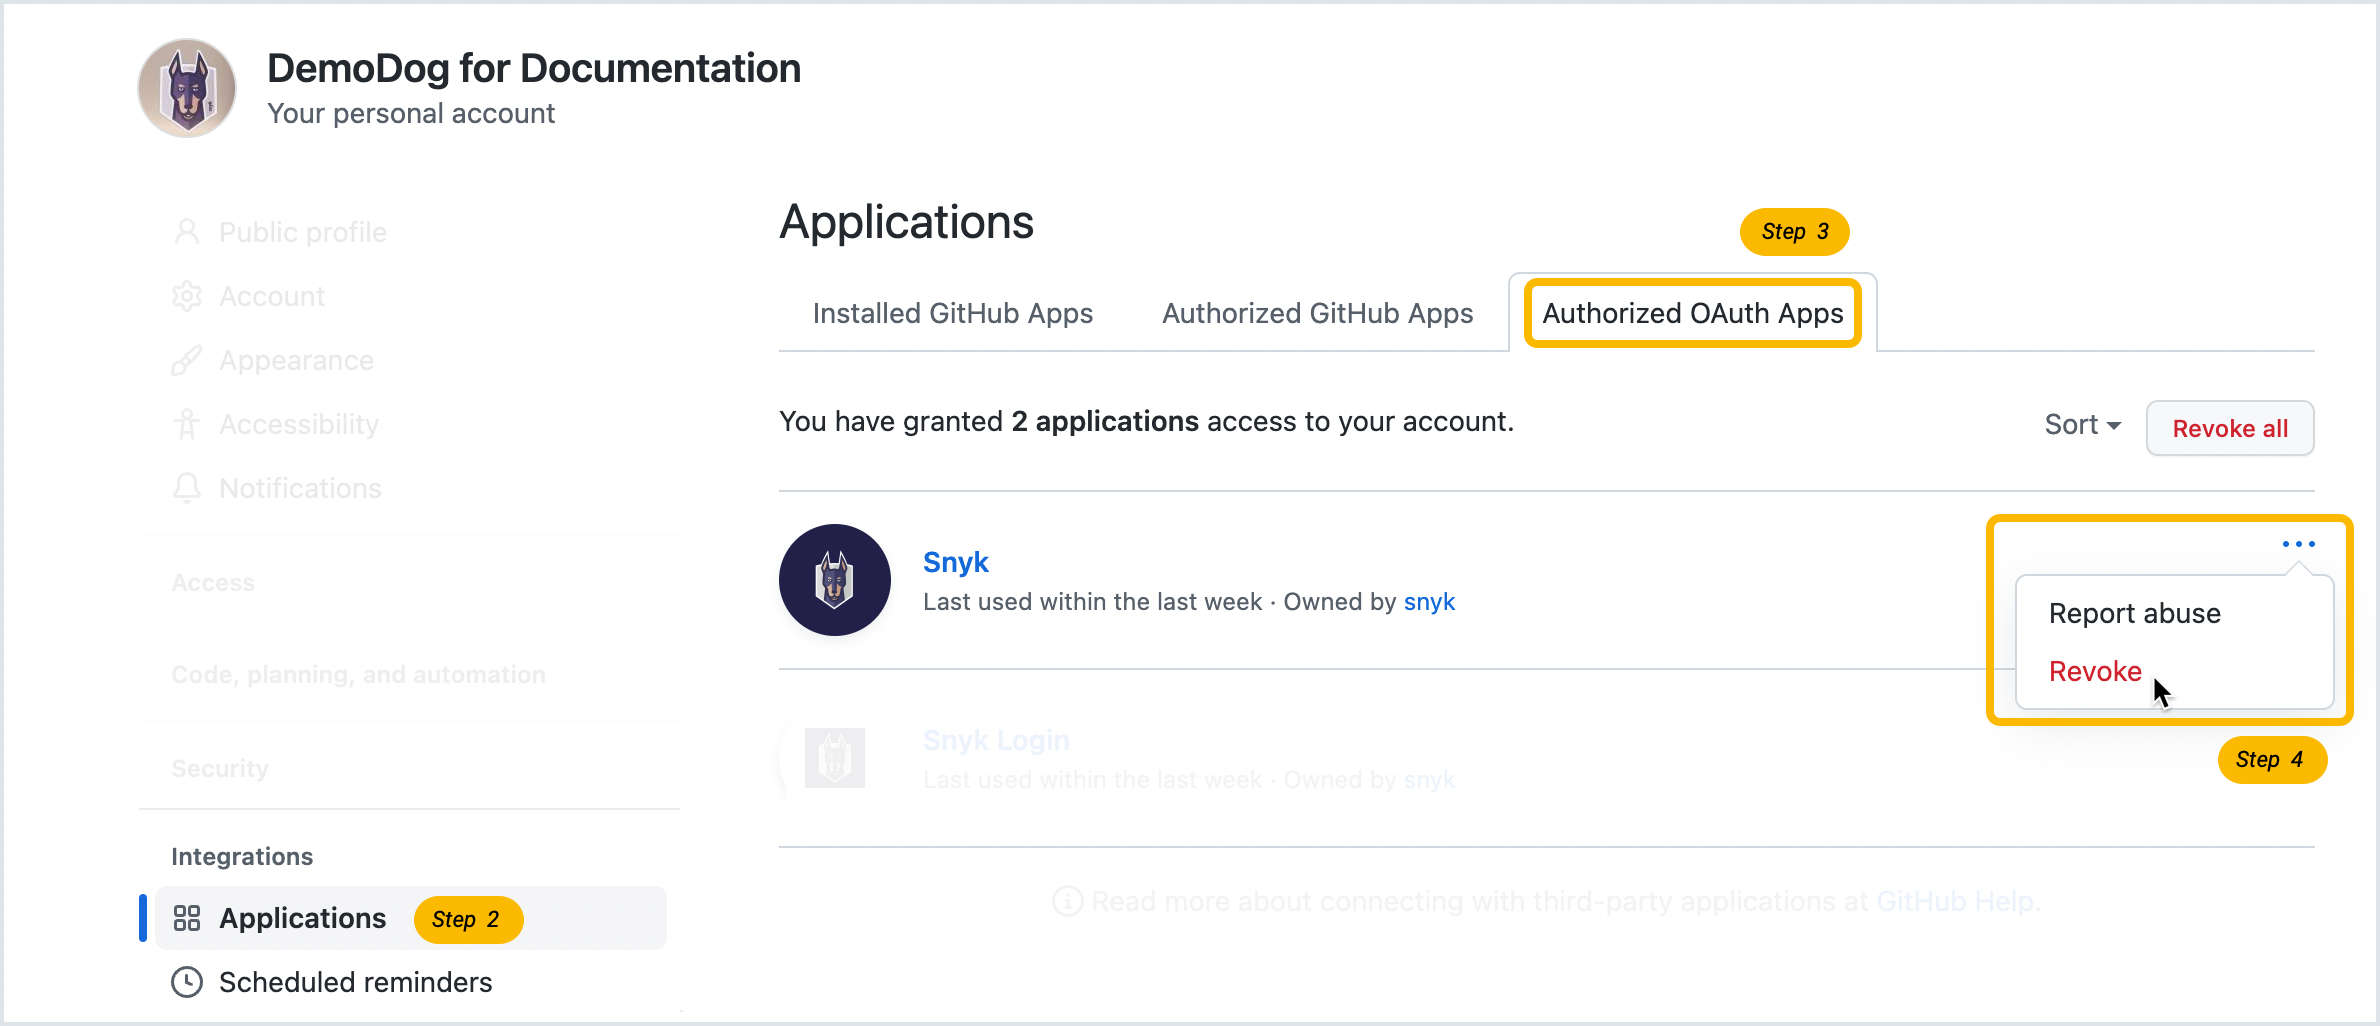 DemoDog for Documentation
Your personal account
Public profile
Account
Appearance
Accessibility
Notifications
Access
Code, planning, and automation
Security
Integrations
Applications Step 2
Scheduled reminders
Applications
Step 3
Installed GitHub Apps Authorized GitHub Apps Authorized OAuth Apps
You have granted 2 applications access to your account.
Sort Revoke all
Snyk
Last used within the last week · Owned by snyk
Report abuse
Revoke
Step 4
Snyk Login
Last used within the last week · Owned by snyk
Read more about connecting with third-party applications at GitHub Help.